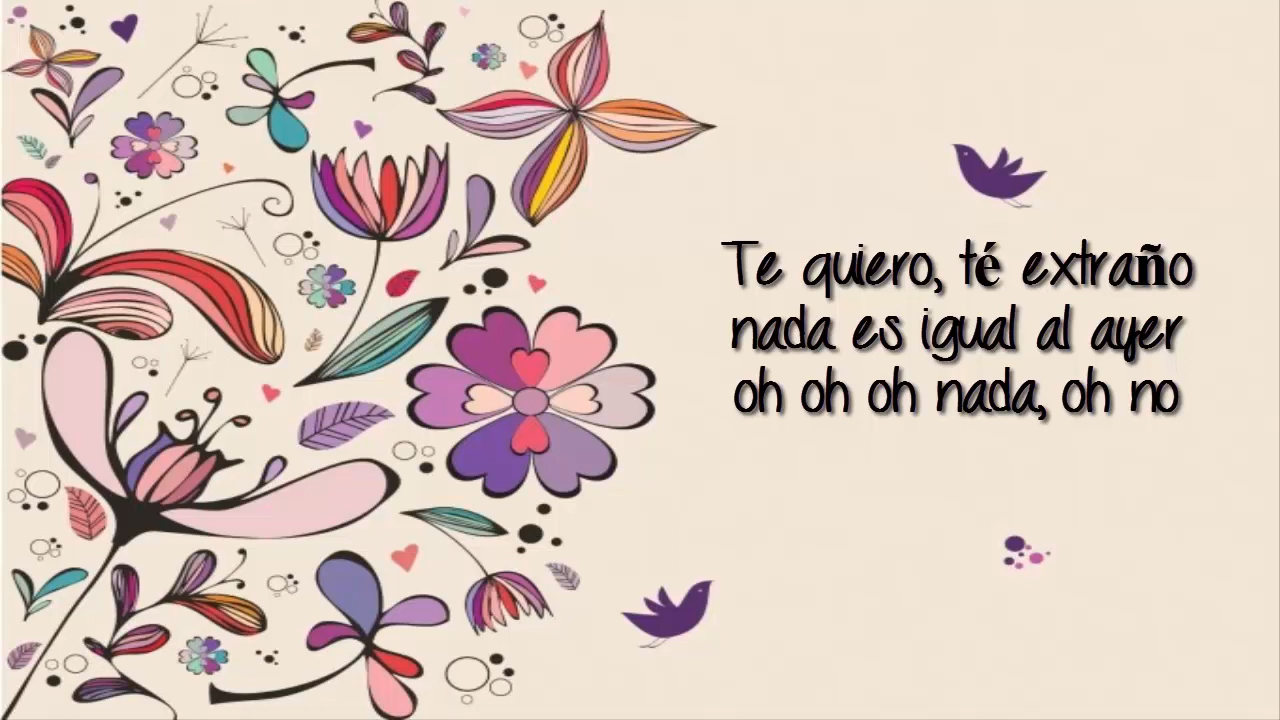 Te quiero, té extraño
nada es igual al ayer
oh oh oh nada, oh no